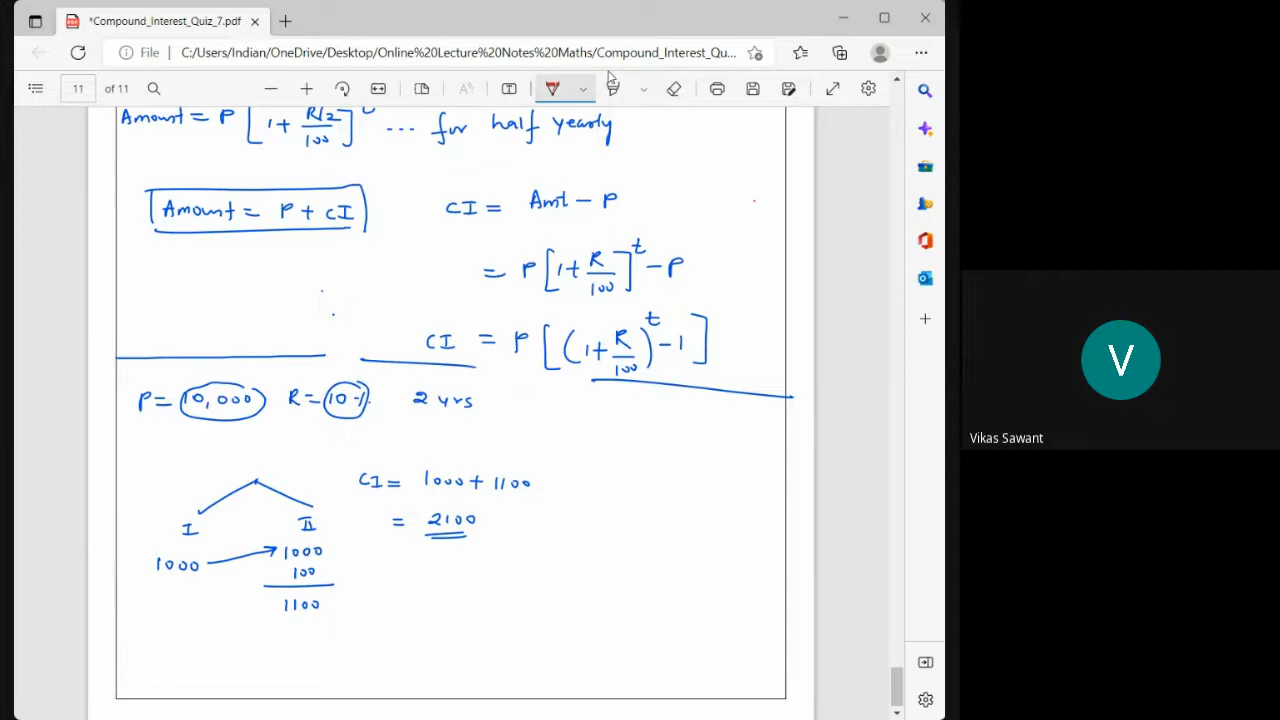 *Compound_Interest_Quiz_7.pdf
File C:/Users/Indian/OneDrive/Desktop/Online%20Lecture%20Notes%20Maths/Compound_Interest_Qu...
11 of 11
Amount = P [1 + R/2 / 100]^t ... for half yearly
Amount = P + CI
CI = Amt - P
= P [1 + R/100]^t - P
CI = P [(1 + R/100)^t - 1]
P = 10,000 R = 10% 2 yrs
CI = 1000 + 1100
= 2100
I II
1000 1000
100
1100
V
Vikas Sawant